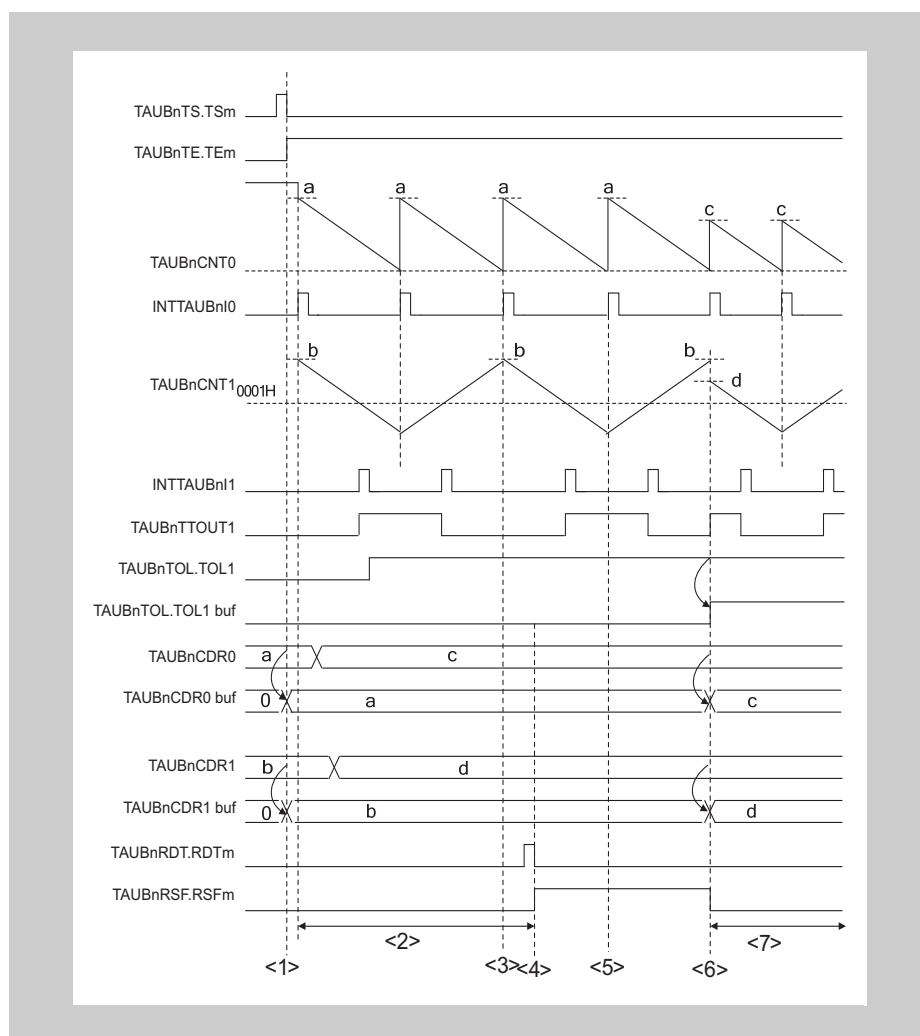 TAUBnTS.TSm
TAUBnTE.TEm
a a a a c c
TAUBnCNT0
INTTAUBnI0
b b b d
TAUBnCNT1 0001H
INTTAUBnI1
TAUBnTTOUT1
TAUBnTOL.TOL1
TAUBnTOL.TOL1 buf
TAUBnCDR0 a c
TAUBnCDR0 buf 0 a c
TAUBnCDR1 b d
TAUBnCDR1 buf 0 b d
TAUBnRDT.RDTm
TAUBnRSF.RSFm
<2> <7>
<1> <3> <4> <5> <6>